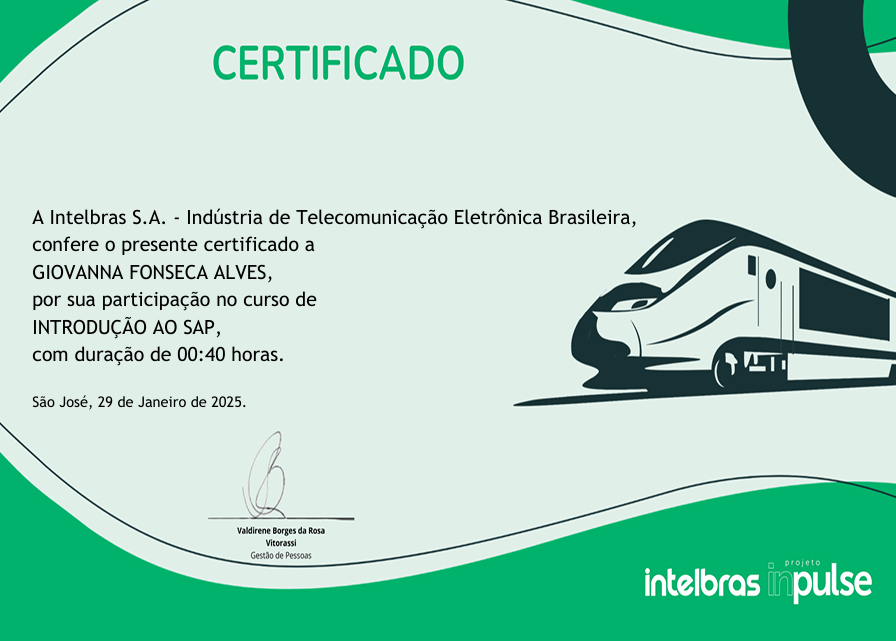 CERTIFICADO
A Intelbras S.A. - Indústria de Telecomunicação Eletrônica Brasileira,
confere o presente certificado a
GIOVANNA FONSECA ALVES,
por sua participação no curso de
INTRODUÇÃO AO SAP,
com duração de 00:40 horas.
São José, 29 de Janeiro de 2025.
Valdirene Borges da Rosa
Vitorassi
Gestão de Pessoas
projeto
intelbras inpulse